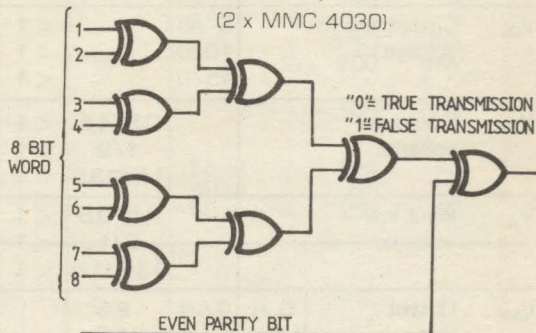 (2 x MMC 4030)
1
2
3
4
8 BIT
WORD
5
6
7
8
"0"= TRUE TRANSMISSION
"1"= FALSE TRANSMISSION
EVEN PARITY BIT